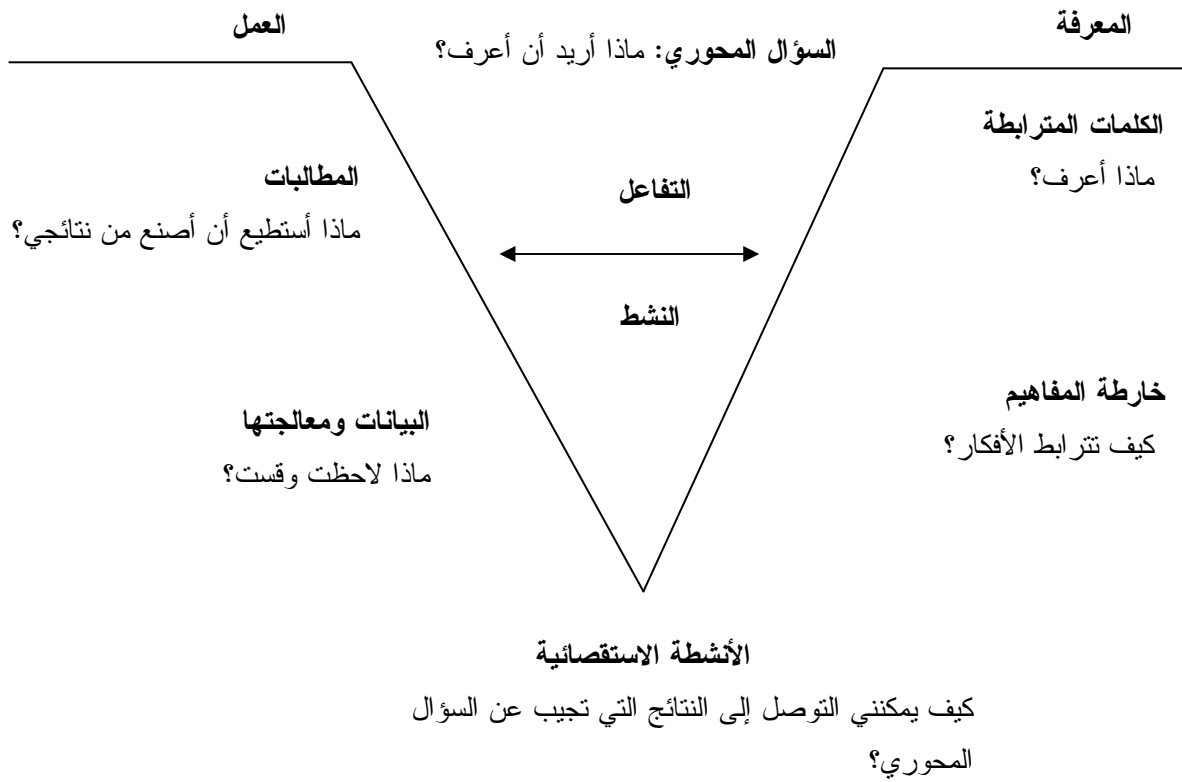 المعرفة
السؤال المحوري: ماذا أريد أن أعرف؟
العمل
الكلمات المترابطة
ماذا أعرف؟
التفاعل
النشط
المطالبات
ماذا أستطيع أن أصنع من نتائجي؟
خارطة المفاهيم
كيف تترابط الأفكار؟
البيانات ومعالجتها
ماذا لاحظت وقست؟
الأنشطة الاستقصائية
كيف يمكنني التوصل إلى النتائج التي تجيب عن السؤال
المحوري؟